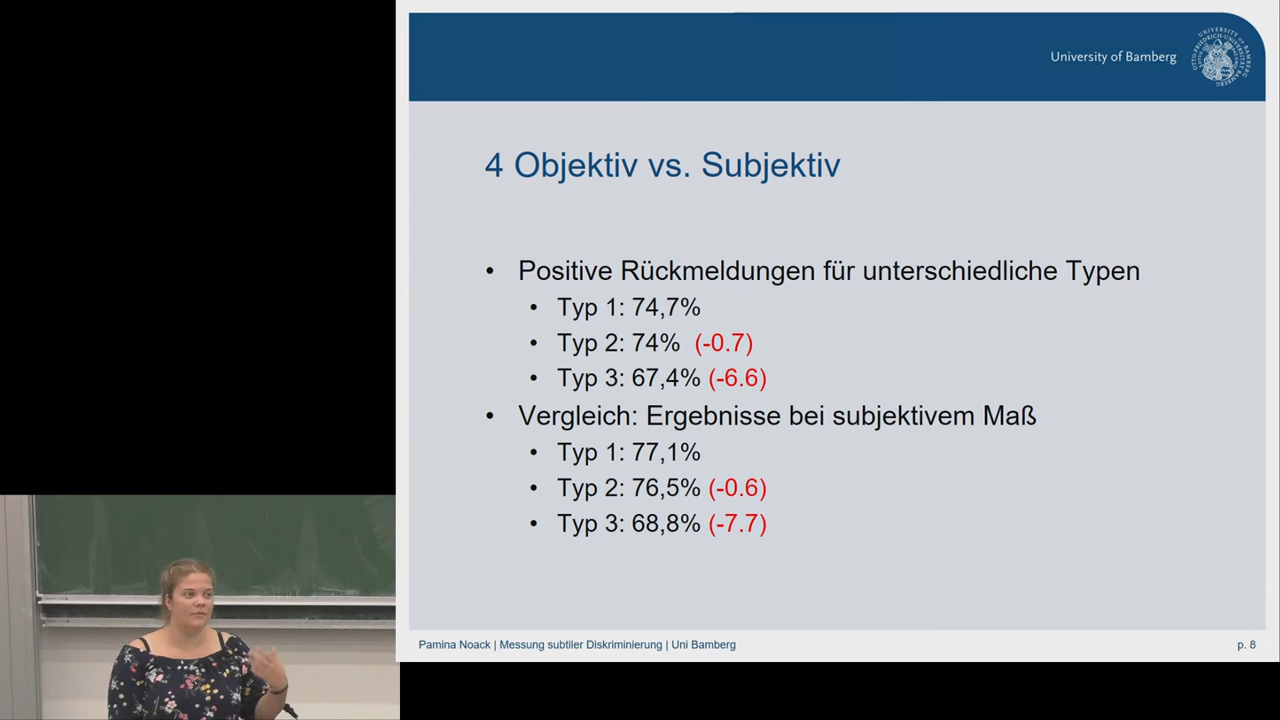 University of Bamberg
4 Objektiv vs. Subjektiv
• Positive Rückmeldungen für unterschiedliche Typen
• Typ 1: 74,7%
• Typ 2: 74% (-0.7)
• Typ 3: 67,4% (-6.6)
• Vergleich: Ergebnisse bei subjektivem Maß
• Typ 1: 77,1%
• Typ 2: 76,5% (-0.6)
• Typ 3: 68,8% (-7.7)
Pamina Noack | Messung subtiler Diskriminierung | Uni Bamberg
p. 8